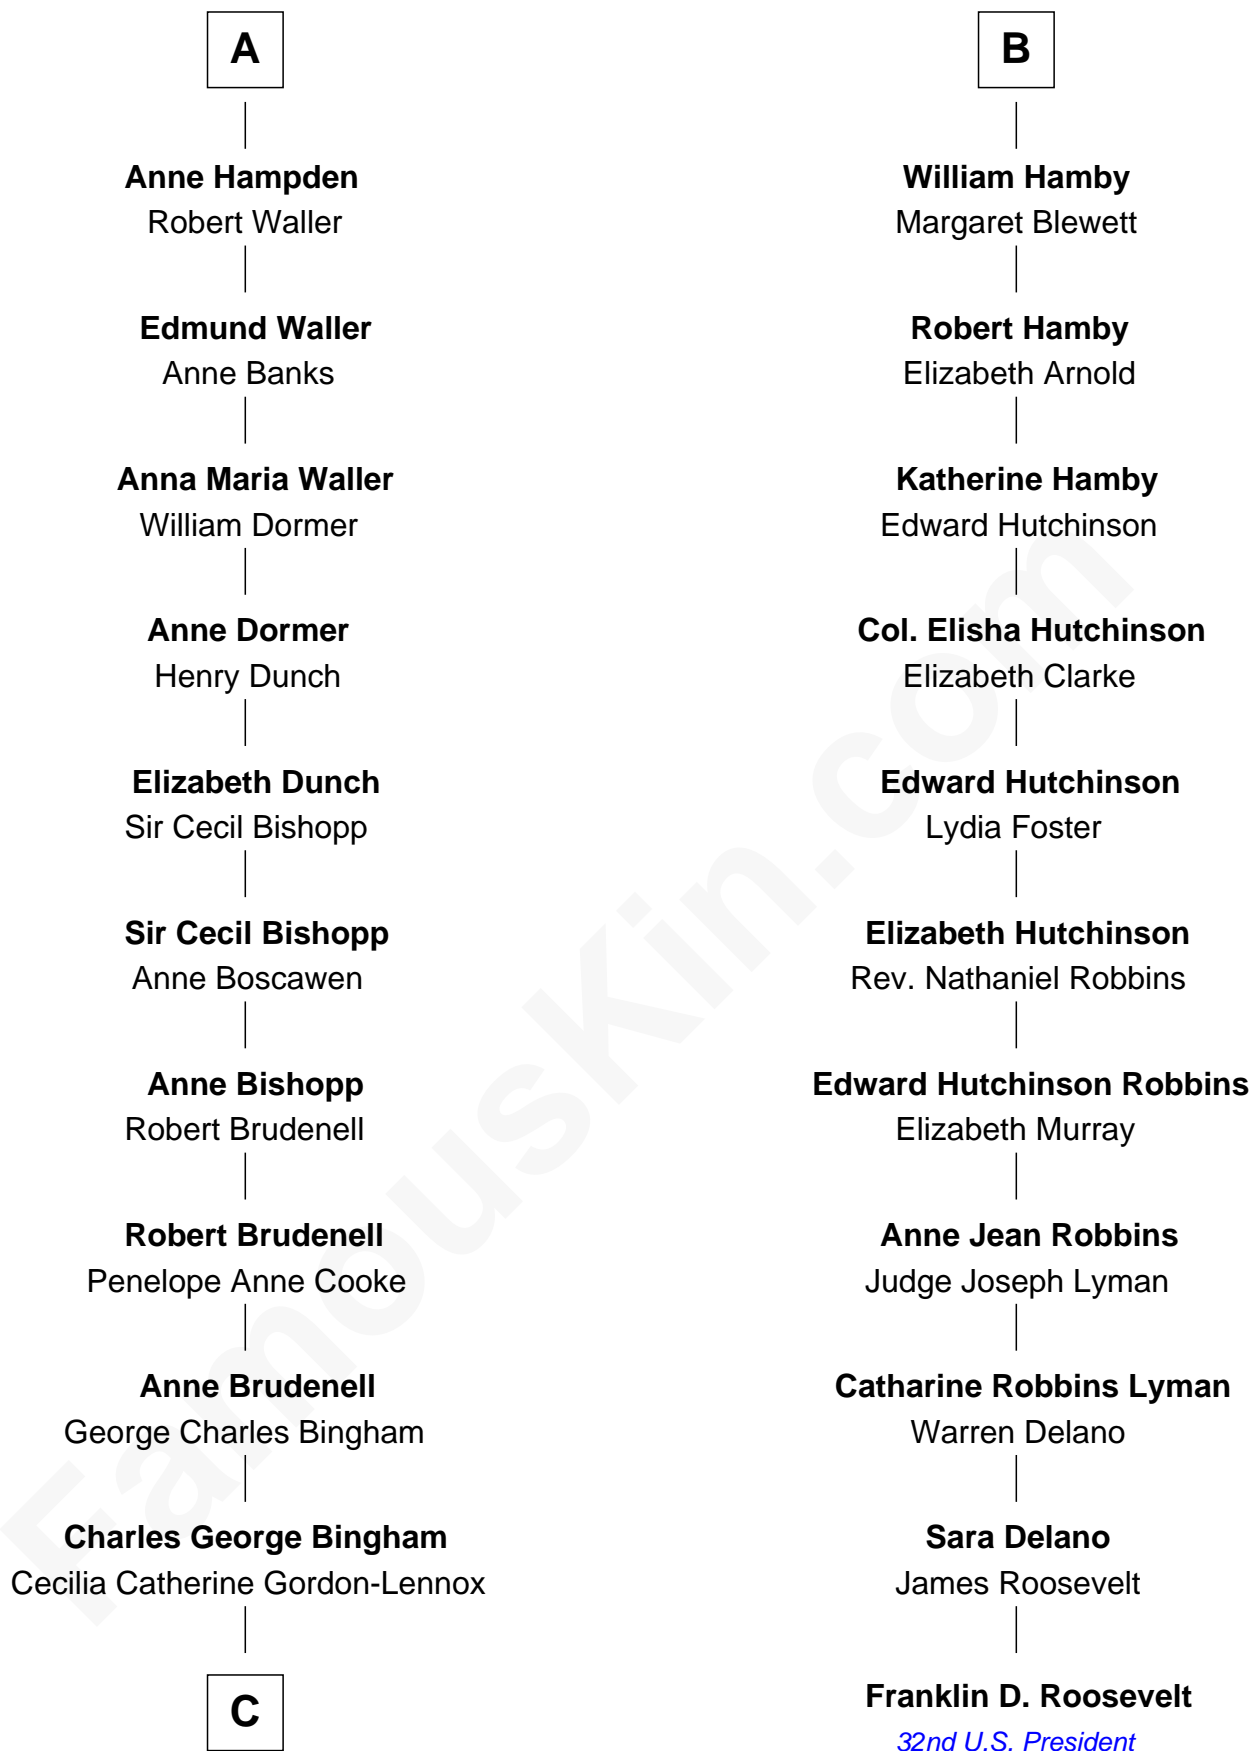 A
Anne Hampden
Robert Waller
Edmund Waller
Anne Banks
Anna Maria Waller
William Dormer
Anne Dormer
Henry Dunch
Elizabeth Dunch
Sir Cecil Bishopp
Sir Cecil Bishopp
Anne Boscawen
Anne Bishopp
Robert Brudenell
Robert Brudenell
Penelope Anne Cooke
Anne Brudenell
George Charles Bingham
Charles George Bingham
Cecilia Catherine Gordon-Lennox
C
B
William Hamby
Margaret Blewett
Robert Hamby
Elizabeth Arnold
Katherine Hamby
Edward Hutchinson
Col. Elisha Hutchinson
Elizabeth Clarke
Edward Hutchinson
Lydia Foster
Elizabeth Hutchinson
Rev. Nathaniel Robbins
Edward Hutchinson Robbins
Elizabeth Murray
Anne Jean Robbins
Judge Joseph Lyman
Catharine Robbins Lyman
Warren Delano
Sara Delano
James Roosevelt
Franklin D. Roosevelt
32nd U.S. President
FamousKin.com